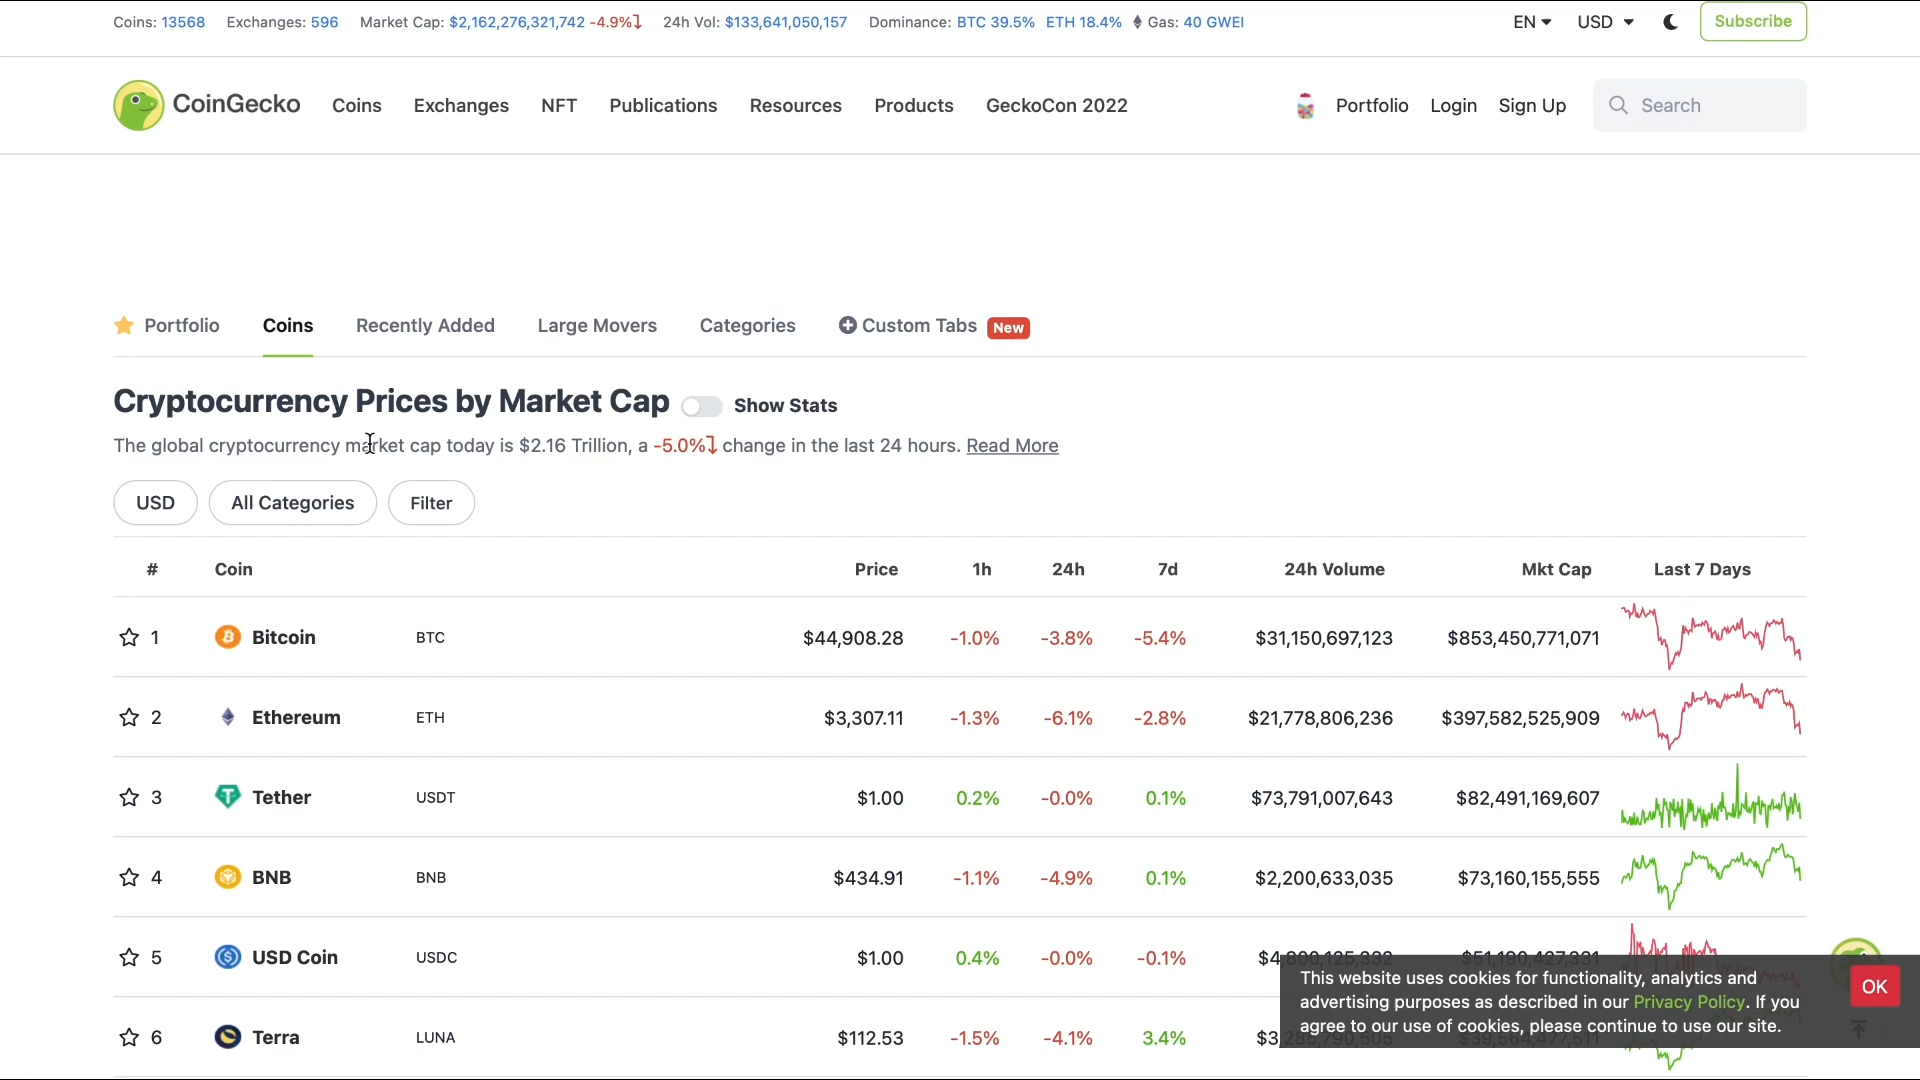 Coins: 13568 Exchanges: 596 Market Cap: $2,162,276,321,742 -4.9% 24h Vol: $133,641,050,157 Dominance: BTC 39.5% ETH 18.4% Gas: 40 GWEI EN USD Subscribe
CoinGecko Coins Exchanges NFT Publications Resources Products GeckoCon 2022 Portfolio Login Sign Up Search
Portfolio Coins Recently Added Large Movers Categories Custom Tabs New
Cryptocurrency Prices by Market Cap Show Stats
The global cryptocurrency market cap today is $2.16 Trillion, a -5.0% change in the last 24 hours. Read More
USD All Categories Filter
# Coin Price 1h 24h 7d 24h Volume Mkt Cap Last 7 Days
1 Bitcoin BTC $44,908.28 -1.0% -3.8% -5.4% $31,150,697,123 $853,450,771,071
2 Ethereum ETH $3,307.11 -1.3% -6.1% -2.8% $21,778,806,236 $397,582,525,909
3 Tether USDT $1.00 0.2% -0.0% 0.1% $73,791,007,643 $82,491,169,607
4 BNB BNB $434.91 -1.1% -4.9% 0.1% $2,200,633,035 $73,160,155,555
5 USD Coin USDC $1.00 0.4% -0.0% -0.1% $4,800,125,332 $51,190,427,331
This website uses cookies for functionality, analytics and
advertising purposes as described in our Privacy Policy. If you
agree to our use of cookies, please continue to use our site.
OK
6 Terra LUNA $112.53 -1.5% -4.1% 3.4%